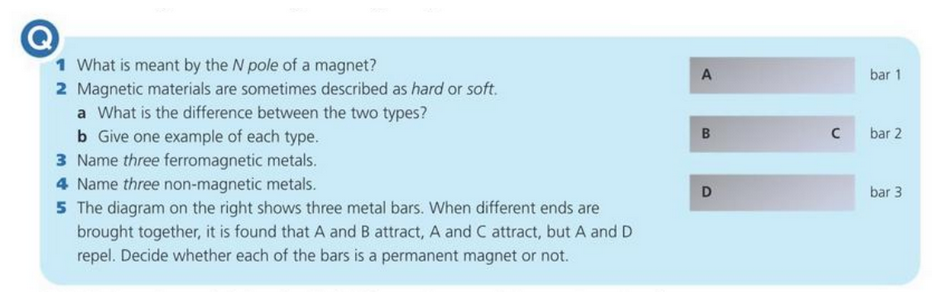 Q
1 What is meant by the N pole of a magnet?
2 Magnetic materials are sometimes described as hard or soft.
a What is the difference between the two types?
b Give one example of each type.
3 Name three ferromagnetic metals.
4 Name three non-magnetic metals.
5 The diagram on the right shows three metal bars. When different ends are
brought together, it is found that A and B attract, A and C attract, but A and D
repel. Decide whether each of the bars is a permanent magnet or not.
A bar 1
B C bar 2
D bar 3